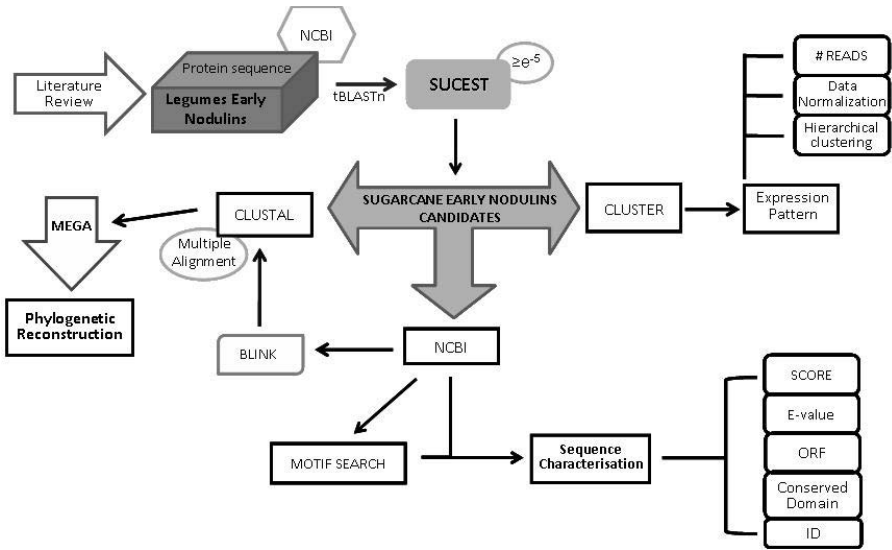 NCBI
Protein sequence
Legumes Early
Nodulins
Literature
Review
tBLASTn
SUCEST
≥e-5
# READS
Data
Normalization
Hierarchical
clustering
SUGARCANE EARLY NODULINS
CANDIDATES
CLUSTER
Expression
Pattern
CLUSTAL
Multiple
Alignment
MEGA
Phylogenetic
Reconstruction
BLINK
NCBI
MOTIF SEARCH
Sequence
Characterisation
SCORE
E-value
ORF
Conserved
Domain
ID